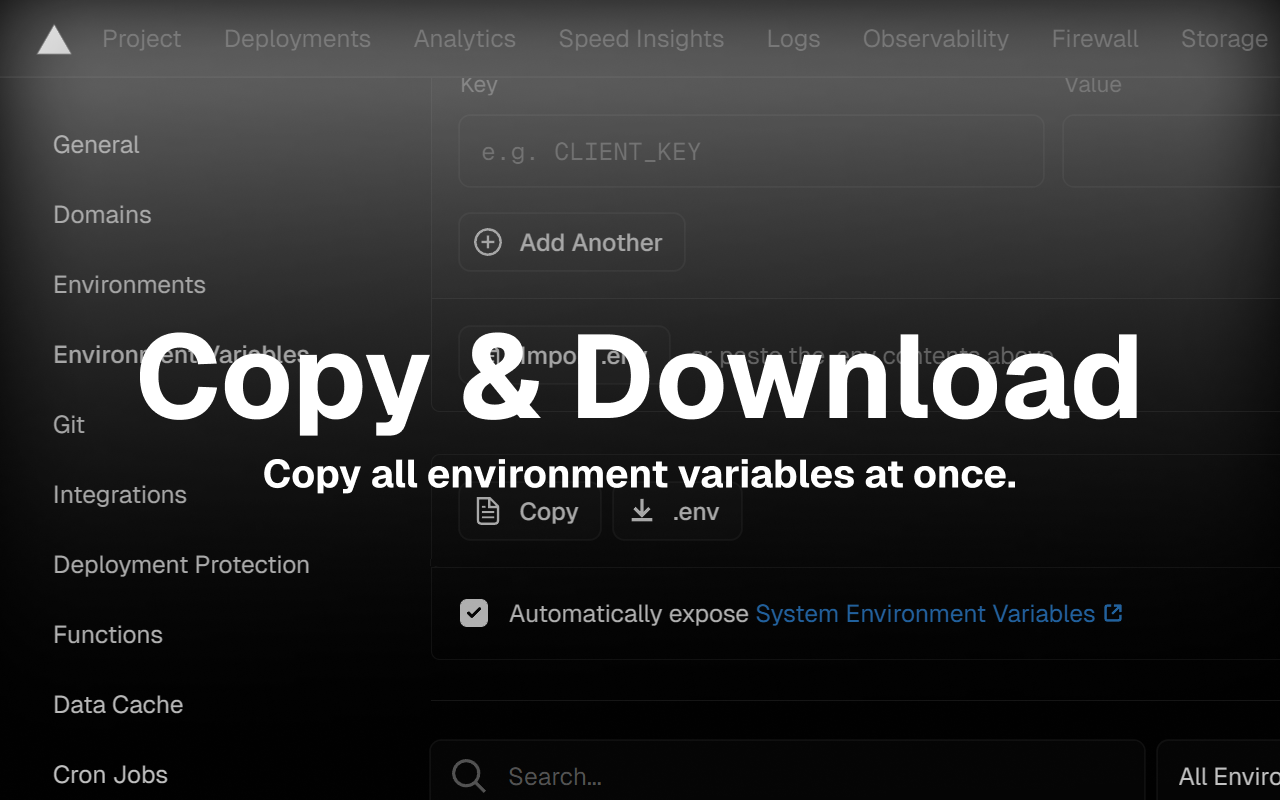 Project Deployments Analytics Speed Insights Logs Observability Firewall Storage
Key Value
General
e.g. CLIENT_KEY
Domains
Add Another
Environments
Environment Variables
Import .env or paste the .env contents above
Copy & Download
Git
Copy all environment variables at once.
Integrations
Copy .env
Deployment Protection
Automatically expose System Environment Variables
Functions
Data Cache
Cron Jobs
Search...
All Enviro